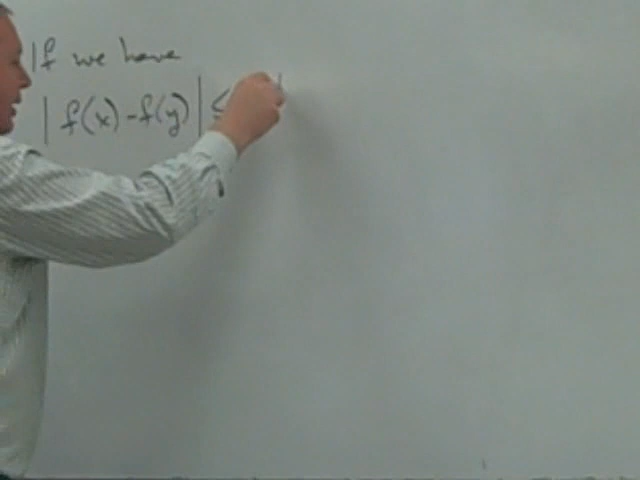 If we have
|f(x)-f(y)| ≤